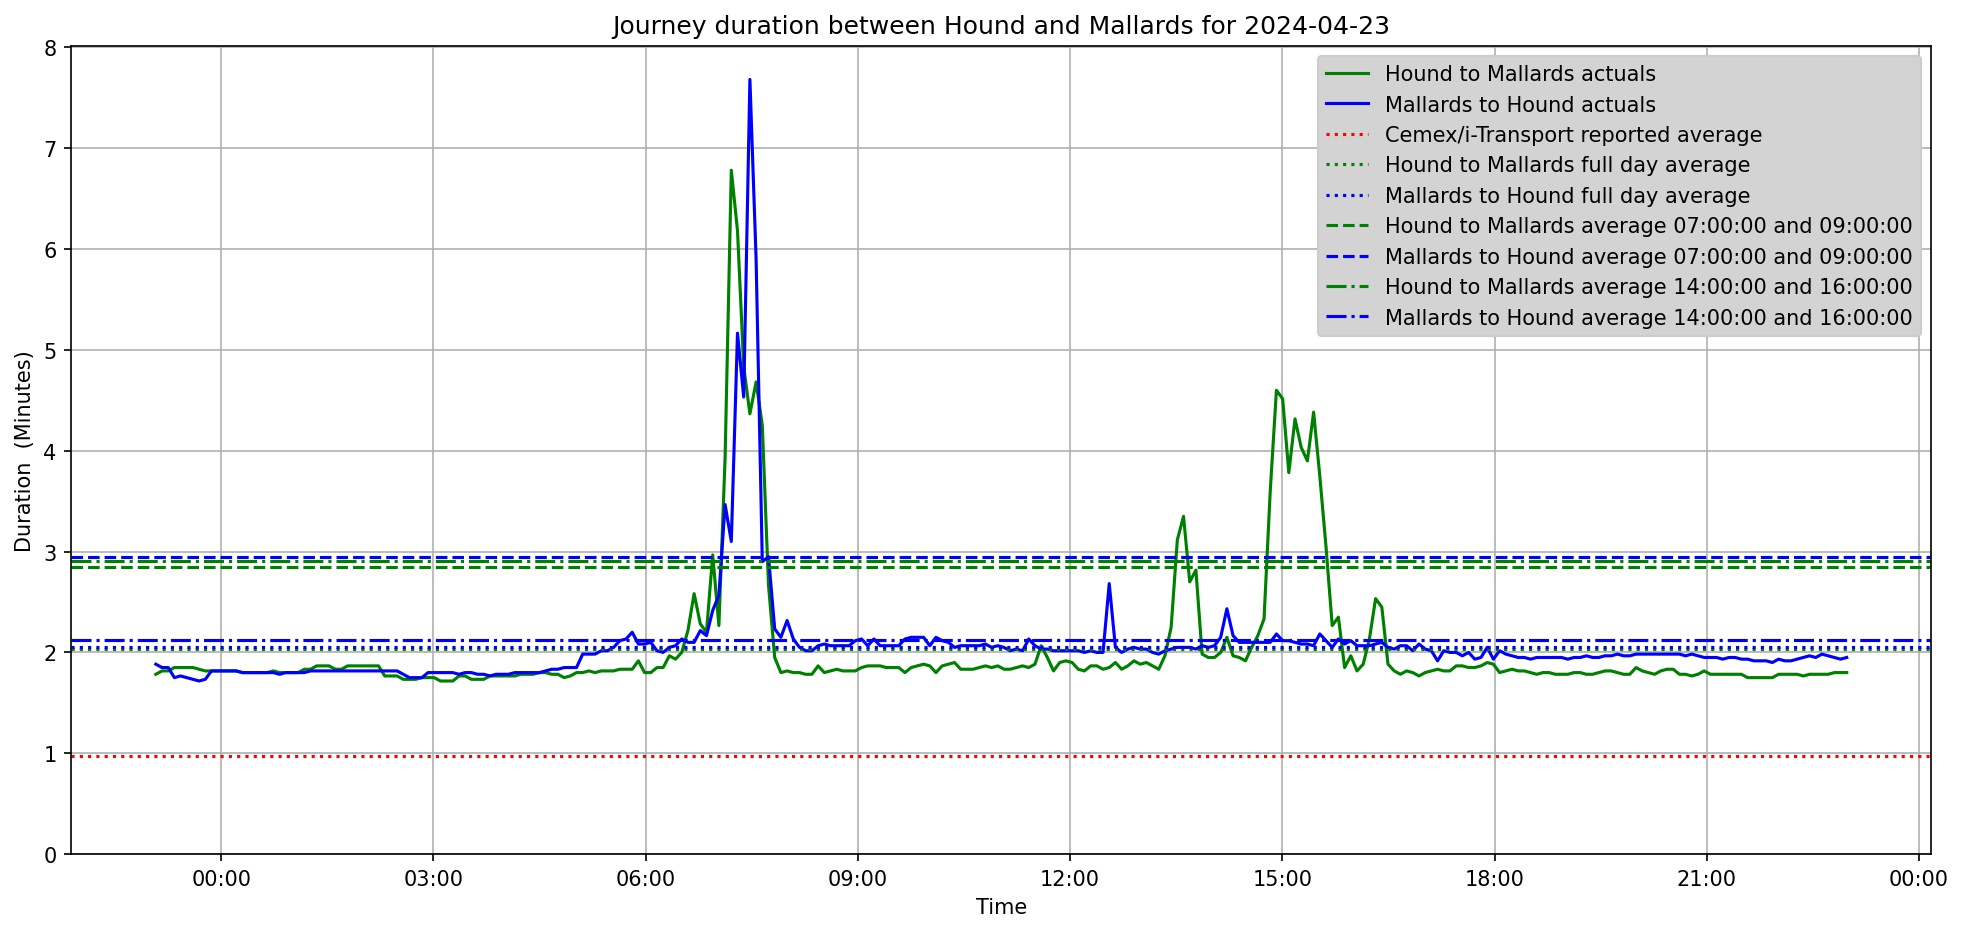 Journey duration between Hound and Mallards for 2024-04-23
8
7
6
5
4
3
2
1
0
Duration  (Minutes)
Hound to Mallards actuals
Mallards to Hound actuals
Cemex/i-Transport reported average
Hound to Mallards full day average
Mallards to Hound full day average
Hound to Mallards average 07:00:00 and 09:00:00
Mallards to Hound average 07:00:00 and 09:00:00
Hound to Mallards average 14:00:00 and 16:00:00
Mallards to Hound average 14:00:00 and 16:00:00
00:00 03:00 06:00 09:00 12:00 15:00 18:00 21:00 00:00
Time